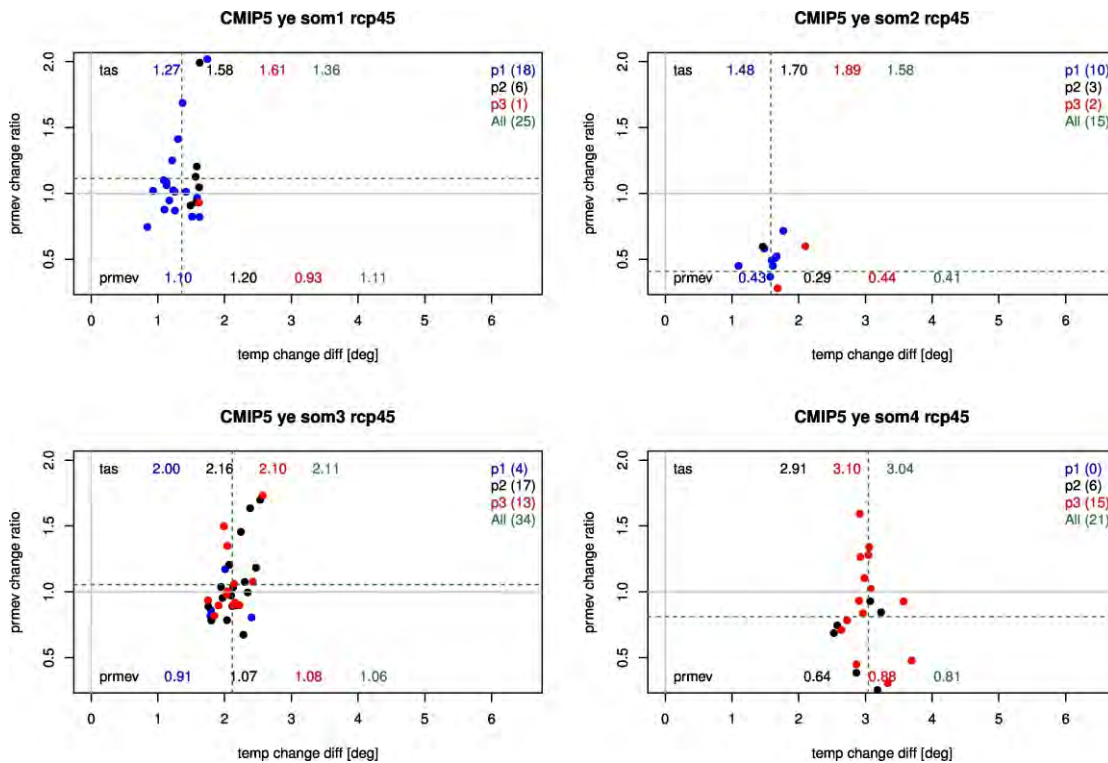 CMIP5 ye som1 rcp45
tas 1.27 1.58 1.61 1.36 p1 (18)
p2 (6)
p3 (1)
All (25)
prmev 1.10 1.20 0.93 1.11
2.0
1.5
1.0
0.5
prmev change ratio
0 1 2 3 4 5 6
temp change diff [deg]
CMIP5 ye som2 rcp45
tas 1.48 1.70 1.89 1.58 p1 (10)
p2 (3)
p3 (2)
All (15)
prmev 0.43 0.29 0.44 0.41
2.0
1.5
1.0
0.5
prmev change ratio
0 1 2 3 4 5 6
temp change diff [deg]
CMIP5 ye som3 rcp45
tas 2.00 2.16 2.10 2.11 p1 (4)
p2 (17)
p3 (13)
All (34)
prmev 0.91 1.07 1.08 1.06
2.0
1.5
1.0
0.5
prmev change ratio
0 1 2 3 4 5 6
temp change diff [deg]
CMIP5 ye som4 rcp45
tas 2.91 3.10 3.04 p1 (0)
p2 (6)
p3 (15)
All (21)
prmev 0.64 0.88 0.81
2.0
1.5
1.0
0.5
prmev change ratio
0 1 2 3 4 5 6
temp change diff [deg]